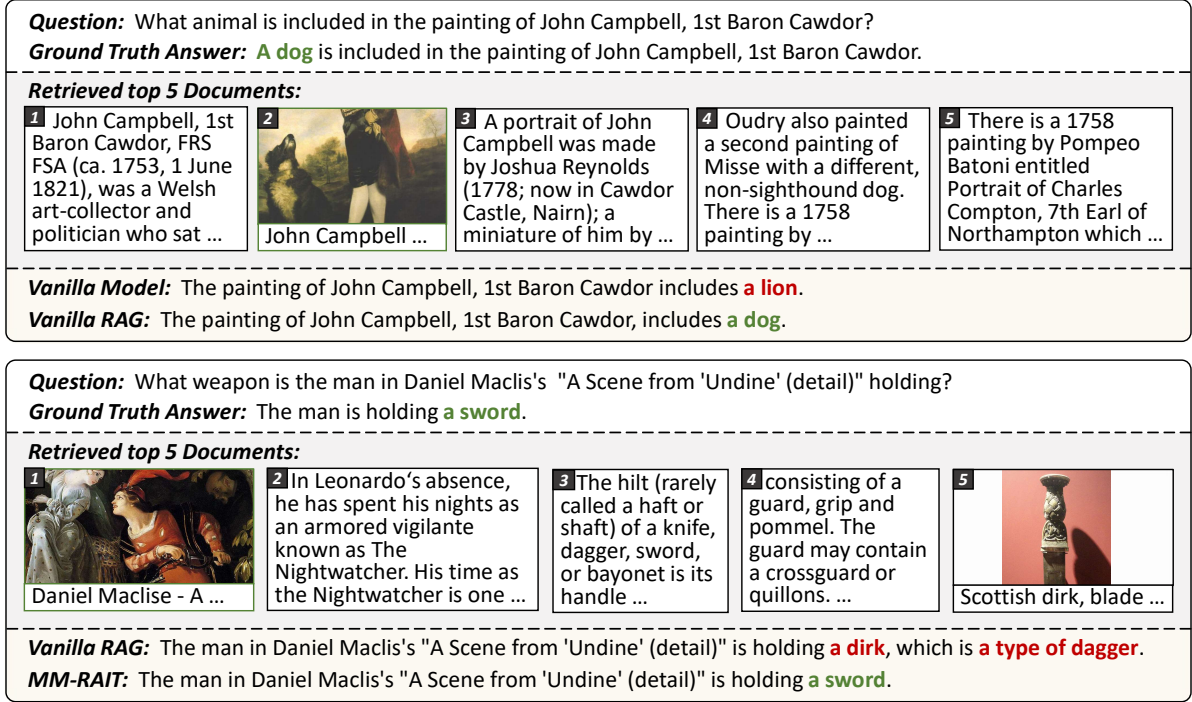 Question: What animal is included in the painting of John Campbell, 1st Baron Cawdor?
Ground Truth Answer: A dog is included in the painting of John Campbell, 1st Baron Cawdor.
Retrieved top 5 Documents:
1 John Campbell, 1st
Baron Cawdor, FRS
FSA (ca. 1753, 1 June
1821), was a Welsh
art-collector and
politician who sat ...
2
John Campbell ...
3 A portrait of John
Campbell was made
by Joshua Reynolds
(1778; now in Cawdor
Castle, Nairn); a
miniature of him by ...
4 Oudry also painted
a second painting of
Misse with a different,
non-sighthound dog.
There is a 1758
painting by ...
5 There is a 1758
painting by Pompeo
Batoni entitled
Portrait of Charles
Compton, 7th Earl of
Northampton which ...
Vanilla Model: The painting of John Campbell, 1st Baron Cawdor includes a lion.
Vanilla RAG: The painting of John Campbell, 1st Baron Cawdor, includes a dog.
Question: What weapon is the man in Daniel Maclis's "A Scene from 'Undine' (detail)" holding?
Ground Truth Answer: The man is holding a sword.
Retrieved top 5 Documents:
1
Daniel Maclise - A ...
2 In Leonardo‘s absence,
he has spent his nights as
an armored vigilante
known as The
Nightwatcher. His time as
the Nightwatcher is one ...
3 The hilt (rarely
called a haft or
shaft) of a knife,
dagger, sword,
or bayonet is its
handle ...
4 consisting of a
guard, grip and
pommel. The
guard may contain
a crossguard or
quillons. ...
5
Scottish dirk, blade ...
Vanilla RAG: The man in Daniel Maclis's "A Scene from 'Undine' (detail)" is holding a dirk, which is a type of dagger.
MM-RAIT: The man in Daniel Maclis's "A Scene from 'Undine' (detail)" is holding a sword.